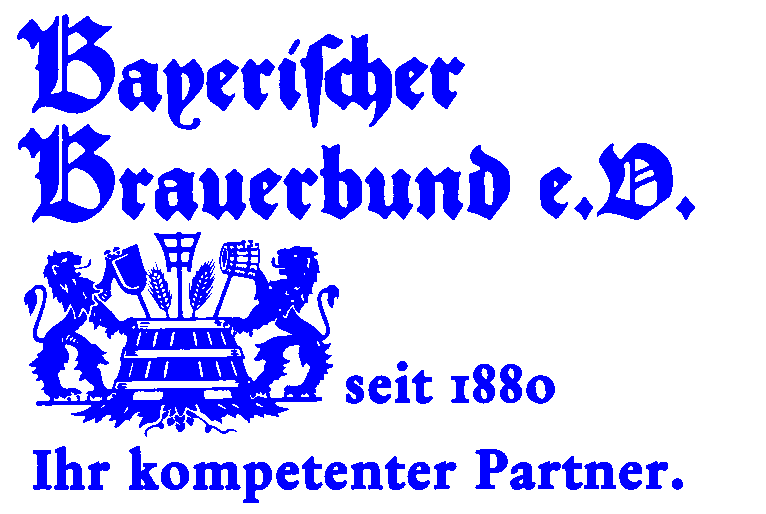 Bayerischer
Brauerbund e.V.
seit 1880
Ihr kompetenter Partner.